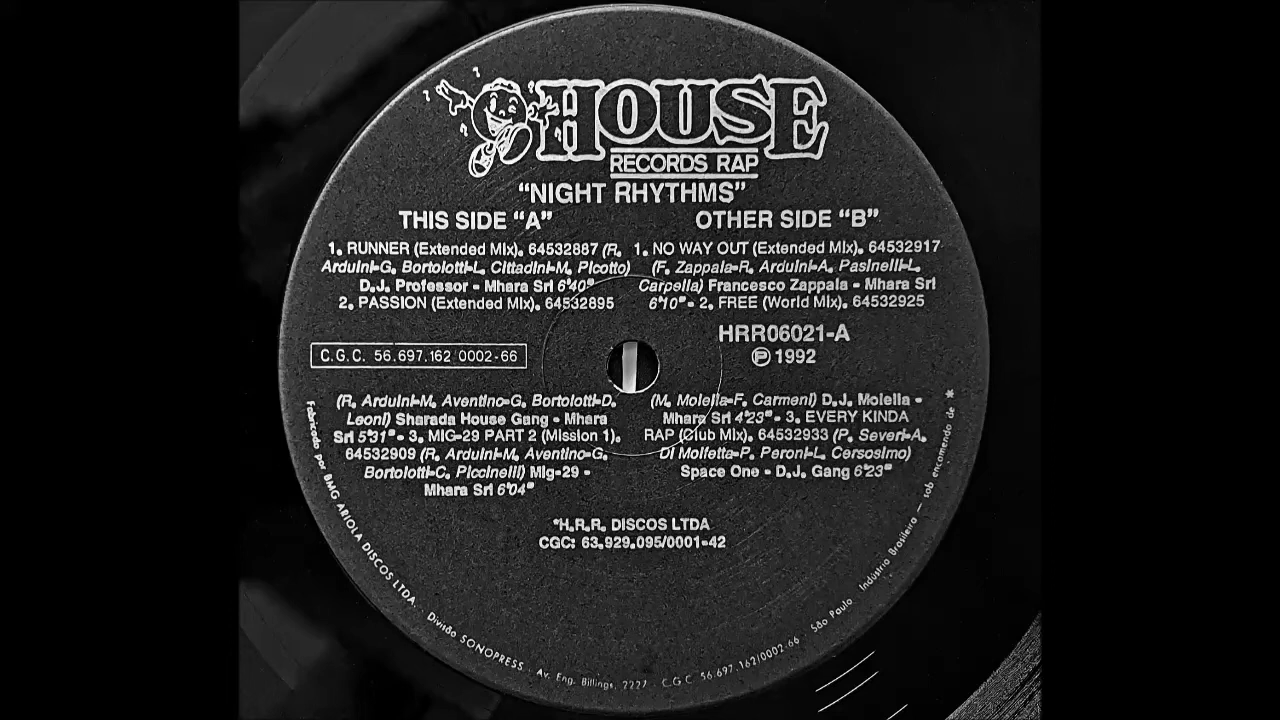 HOUSE
RECORDS RAP
“NIGHT RHYTHMS”
THIS SIDE “A”
1. RUNNER (Extended Mix). 64532887 (R.
Arduini-G. Bortolotti-L. Cittadini-M. Picotto)
D.J. Professor - Mhara Srl 6'40"
2. PASSION (Extended Mix). 64532895
C.G.C. 56.697.162 0002-66
(R. Arduini-M. Aventino-G. Bortolotti-D.
Leoni) Sharada House Gang - Mhara
Srl 5'31" - 3. MIG-29 PART 2 (Mission 1).
64532909 (R. Arduini-M. Aventino-G.
Bortolotti-C. Piccinelli) Mig-29 -
Mhara Srl 6'04"
OTHER SIDE “B”
1. NO WAY OUT (Extended Mix). 64532917
(F. Zappala-R. Arduini-A. Pasinelli-L.
Carpella) Francesco Zappala - Mhara Srl
6'10" - 2. FREE (World Mix). 64532925
HRR06021-A
℗ 1992
(M. Molella-F. Carmeni) D.J. Molella -
Mhara Srl 4'23" - 3. EVERY KINDA
RAP (Club Mix). 64532933 (P. Severi-A.
Di Molfetta-P. Peroni-L. Cersosimo)
Space One - D.J. Gang 6'23"
*H.R.R. DISCOS LTDA
CGC: 63.929.095/0001-42
Fabricado por BMG ARIOLA DISCOS LTDA. Divisão SONOPRESS . Av. Eng. Billings, 2227 . C.G.C 56.697.162/0002-66 . São Paulo . Indústria Brasileira — sob encomenda de *